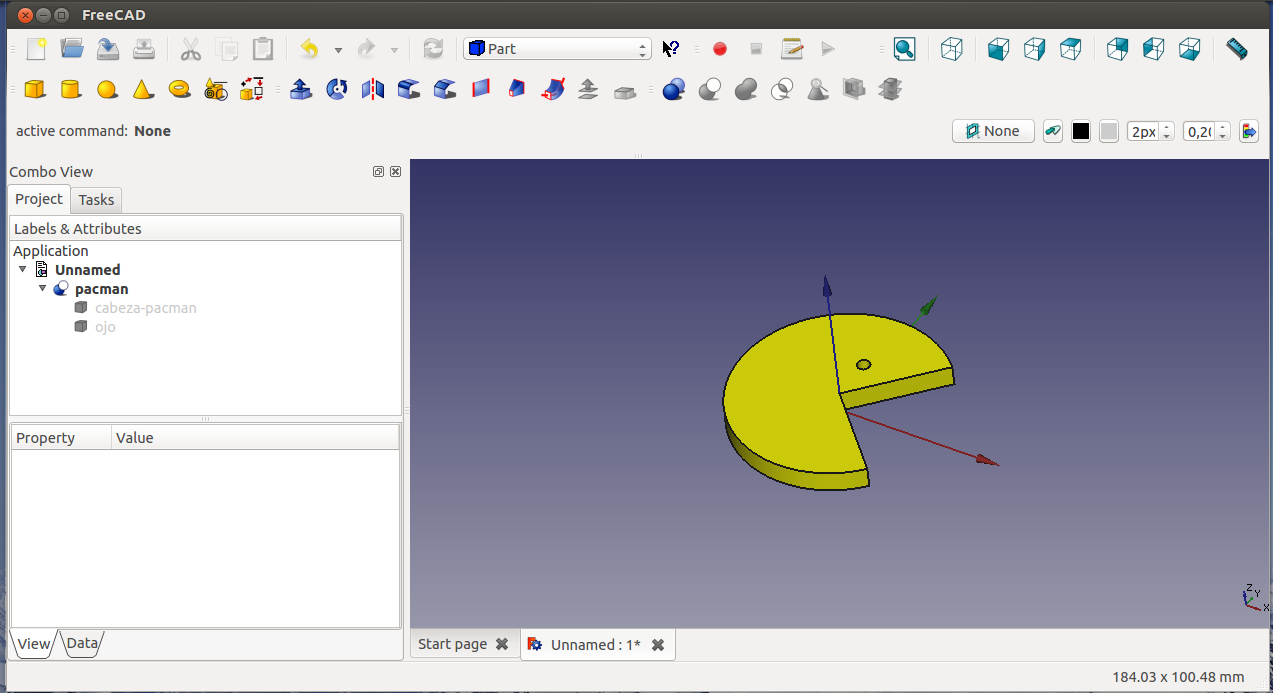 FreeCAD
Part
active command: None
None
2px
0,20
Combo View
Project
Tasks
Labels & Attributes
Application
Unnamed
pacman
cabeza-pacman
ojo
Property
Value
View
Data
Z
Y
X
Start page
Unnamed : 1*
184.03 x 100.48 mm